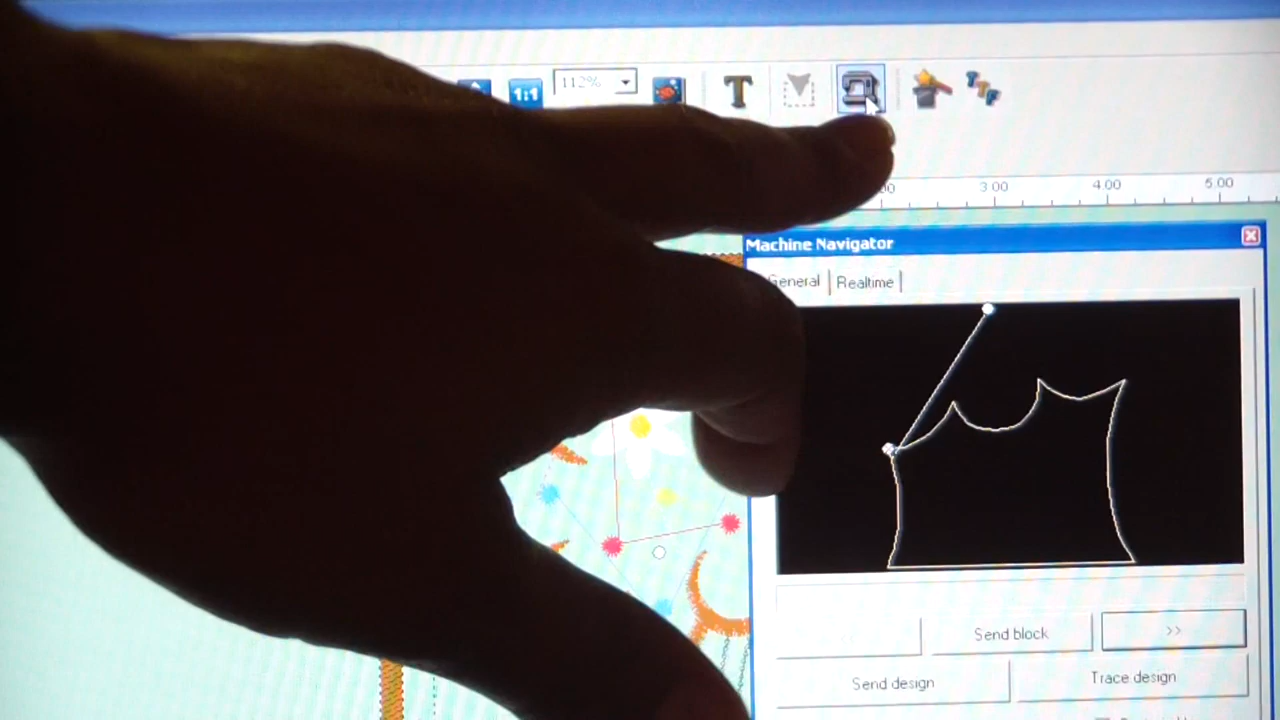 1:1 112% T TTF
3.00 4.00 5.00
Machine Navigator
General Realtime
Send block >>
Send design Trace design